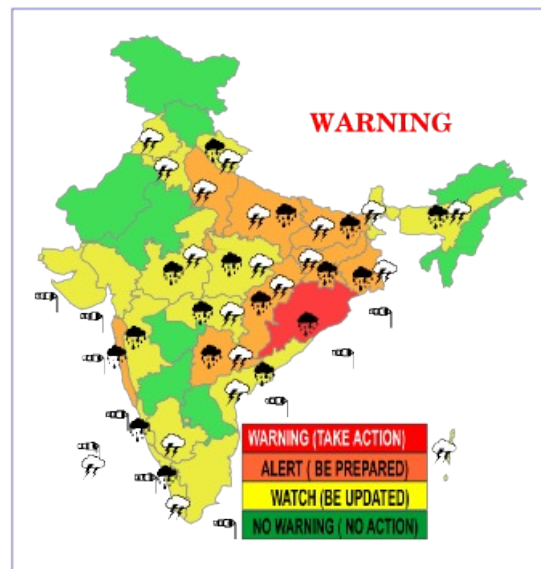 WARNING
WARNING (TAKE ACTION)
ALERT ( BE PREPARED)
WATCH (BE UPDATED)
NO WARNING ( NO ACTION)